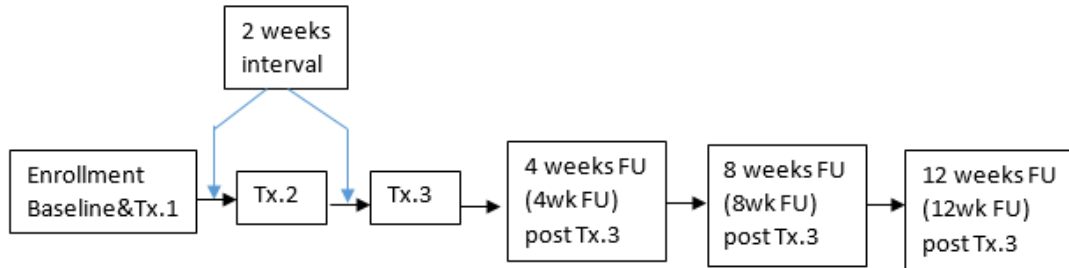 2 weeks
interval
Enrollment
Baseline&Tx.1
Tx.2
Tx.3
4 weeks FU
(4wk FU)
post Tx.3
8 weeks FU
(8wk FU)
post Tx.3
12 weeks FU
(12wk FU)
post Tx.3